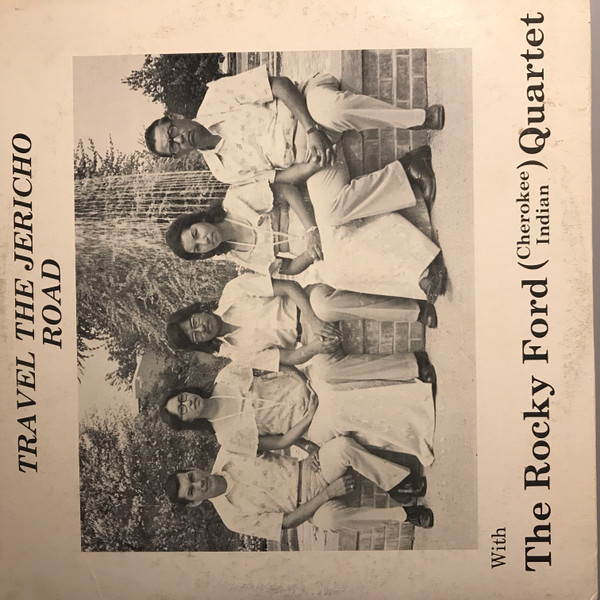 TRAVEL THE JERICHO
ROAD
With
The Rocky Ford (Cherokee Indian) Quartet